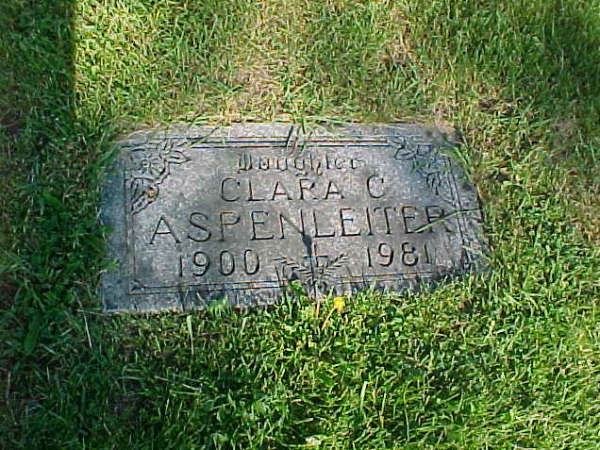 Daughter
CLARA C
ASPENLEITER
1900 1981